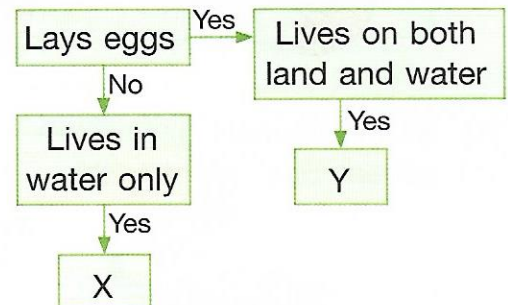 Lays eggs
Yes
Lives on both
land and water
No
Yes
Lives in
water only
Y
Yes
X